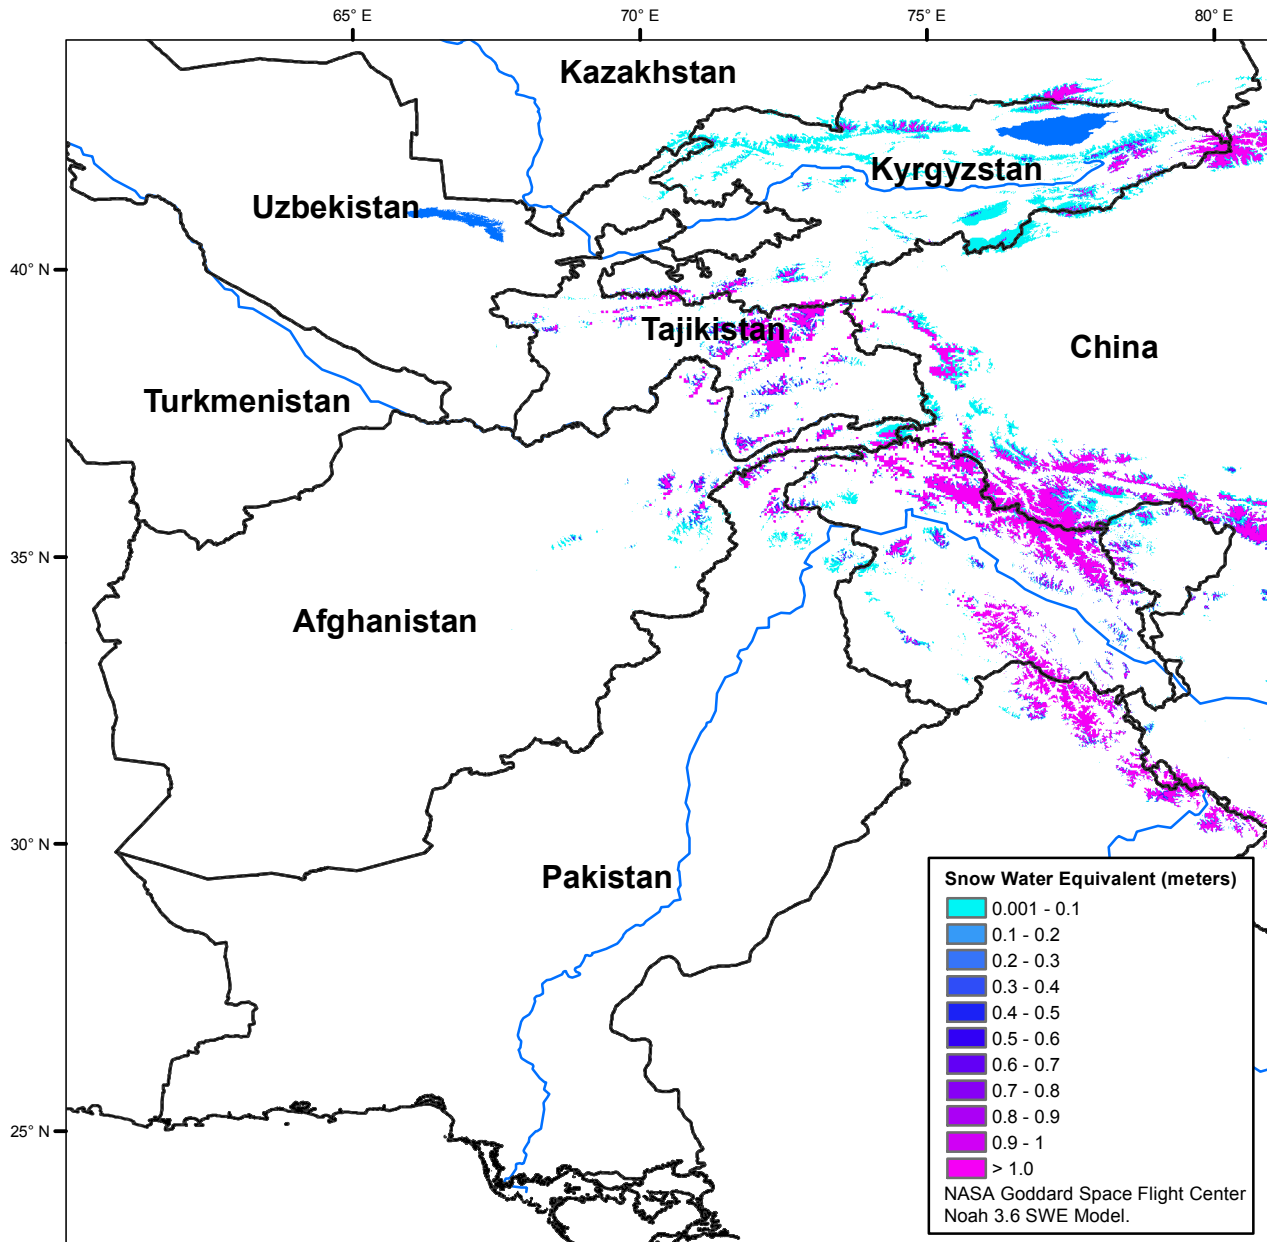 65° E
70° E
75° E
80° E
Kazakhstan
Kyrgyzstan
Uzbekistan
40° N
Tajikistan
China
Turkmenistan
35° N
Afghanistan
30° N
Pakistan
25° N
Snow Water Equivalent (meters)
0.001 - 0.1
0.1 - 0.2
0.2 - 0.3
0.3 - 0.4
0.4 - 0.5
0.5 - 0.6
0.6 - 0.7
0.7 - 0.8
0.8 - 0.9
0.9 - 1
> 1.0
NASA Goddard Space Flight Center
Noah 3.6 SWE Model.